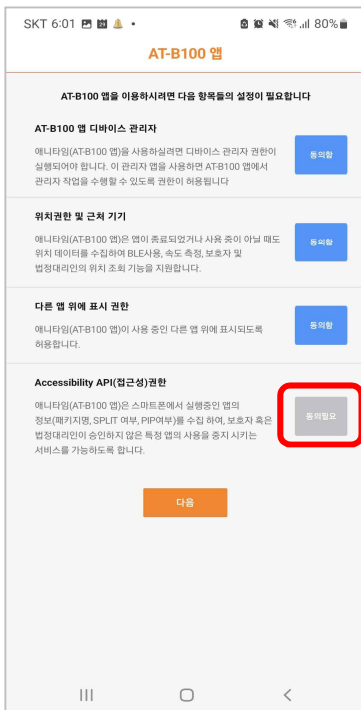 SKT 6:01
80%
AT-B100 앱
AT-B100 앱을 이용하시려면 다음 항목들의 설정이 필요합니다
AT-B100 앱 디바이스 관리자
애니타임(AT-B100 앱)을 사용하실려면 디바이스 관리자 권한이
실행되어야 합니다. 이 관리자 앱을 사용하면 AT-B100 앱에서
관리자 작업을 수행할 수 있도록 권한이 허용됩니다
동의함
위치권한 및 근처 기기
애니타임(AT-B100 앱)은 앱이 종료되었거나 사용 중이 아닐 때도
위치 데이터를 수집하여 BLE사용, 속도 측정, 보호자 및
법정대리인의 위치 조회 기능을 지원합니다.
동의함
다른 앱 위에 표시 권한
애니타임(AT-B100 앱)이 사용 중인 다른 앱 위에 표시되도록
허용합니다.
동의함
Accessibility API(접근성)권한
애니타임(AT-B100 앱)은 스마트폰에서 실행중인 앱의
정보(패키지명, SPLIT 여부, PIP여부)를 수집 하여, 보호자 혹은
법정대리인이 승인하지 않은 특정 앱의 사용을 중지 시키는
서비스를 가능하도록 합니다.
동의필요
다음